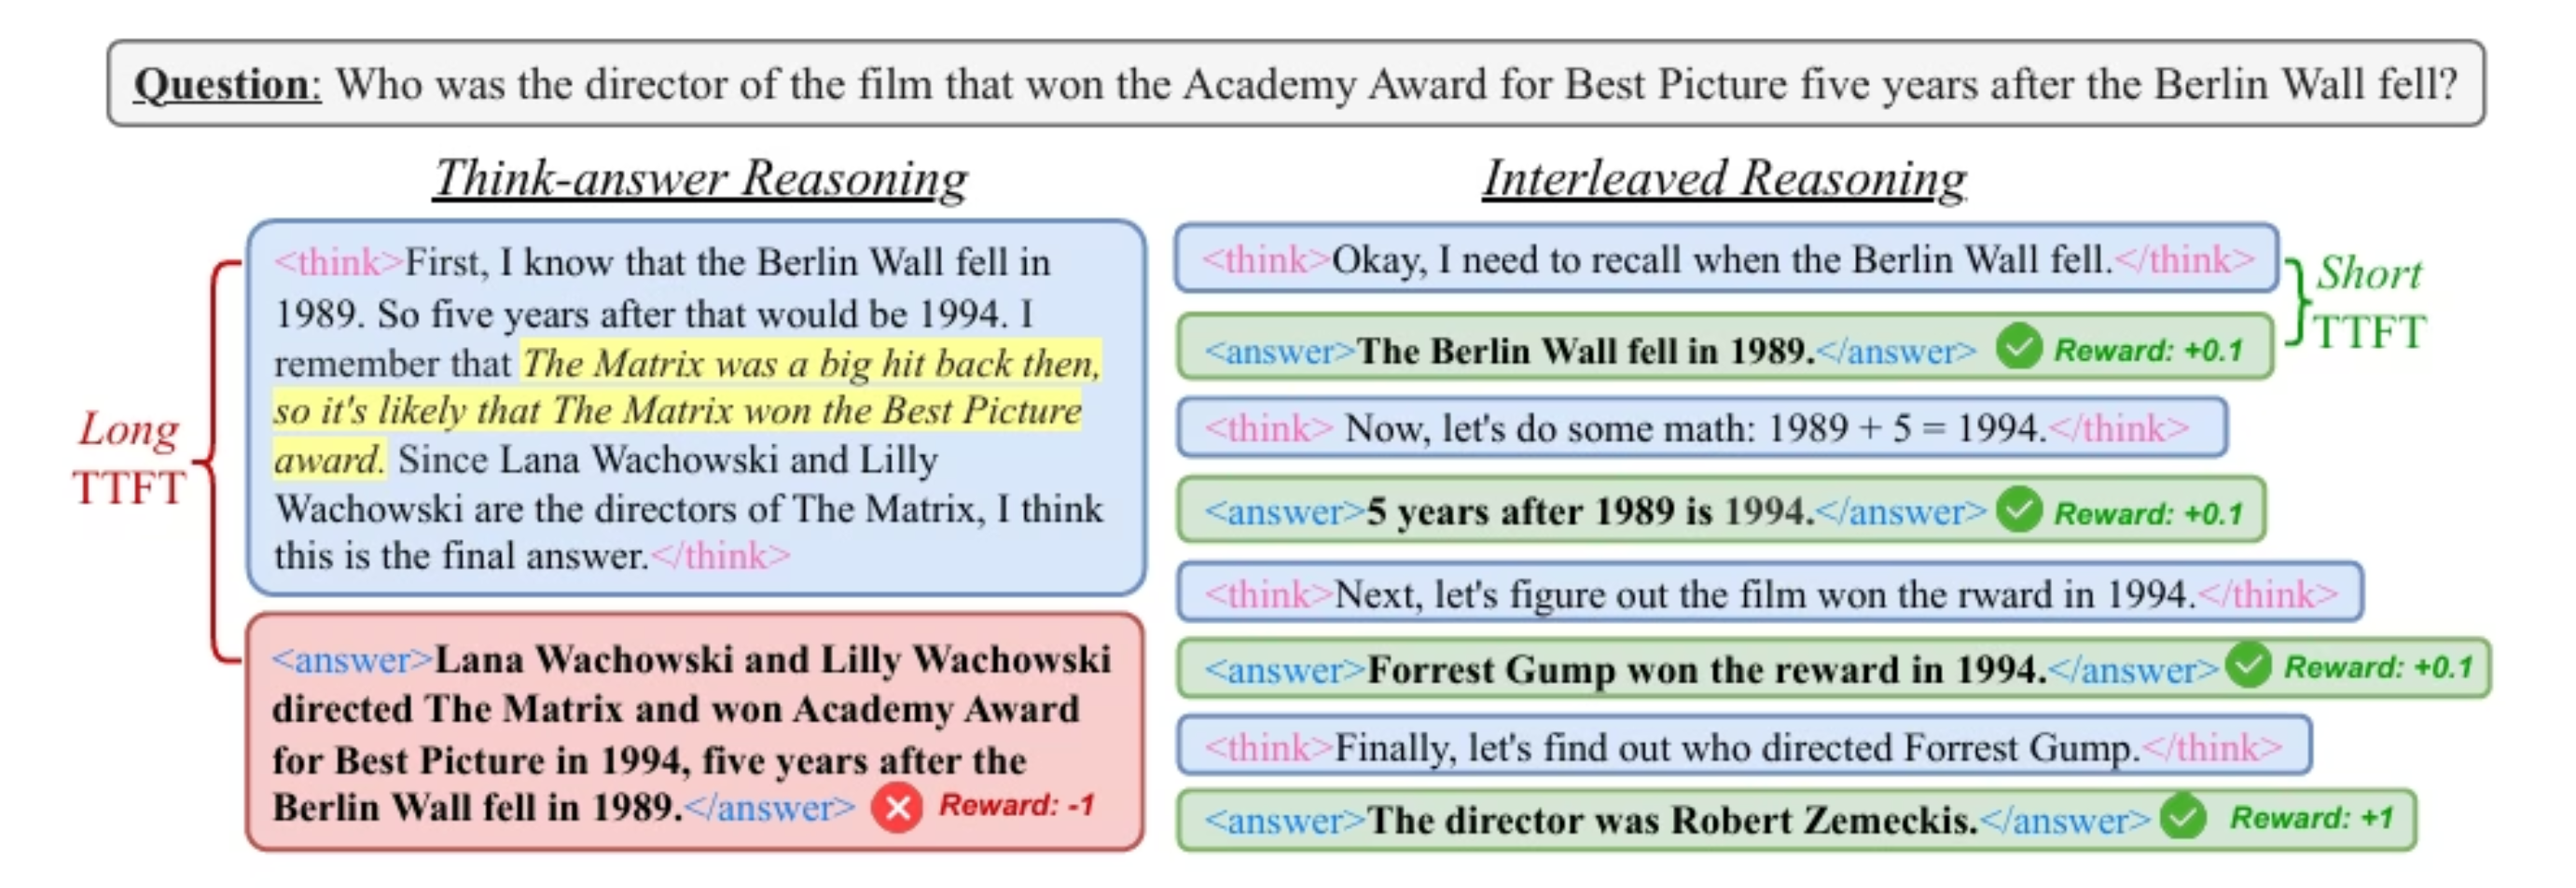 Question: Who was the director of the film that won the Academy Award for Best Picture five years after the Berlin Wall fell?
Think-answer Reasoning
Long
TTFT
<think>First, I know that the Berlin Wall fell in
1989. So five years after that would be 1994. I
remember that The Matrix was a big hit back then,
so it's likely that The Matrix won the Best Picture
award. Since Lana Wachowski and Lilly
Wachowski are the directors of The Matrix, I think
this is the final answer.</think>
<answer>Lana Wachowski and Lilly Wachowski
directed The Matrix and won Academy Award
for Best Picture in 1994, five years after the
Berlin Wall fell in 1989.</answer> Reward: -1
Interleaved Reasoning
<think>Okay, I need to recall when the Berlin Wall fell.</think>
Short
TTFT
<answer>The Berlin Wall fell in 1989.</answer> Reward: +0.1
<think> Now, let's do some math: 1989 + 5 = 1994.</think>
<answer>5 years after 1989 is 1994.</answer> Reward: +0.1
<think>Next, let's figure out the film won the rward in 1994.</think>
<answer>Forrest Gump won the reward in 1994.</answer> Reward: +0.1
<think>Finally, let's find out who directed Forrest Gump.</think>
<answer>The director was Robert Zemeckis.</answer> Reward: +1